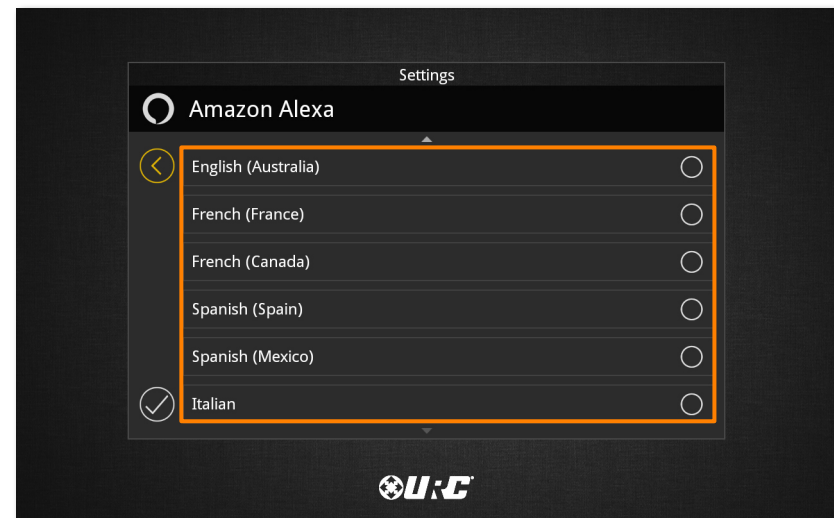 Settings
Amazon Alexa
English (Australia)
French (France)
French (Canada)
Spanish (Spain)
Spanish (Mexico)
Italian
URC